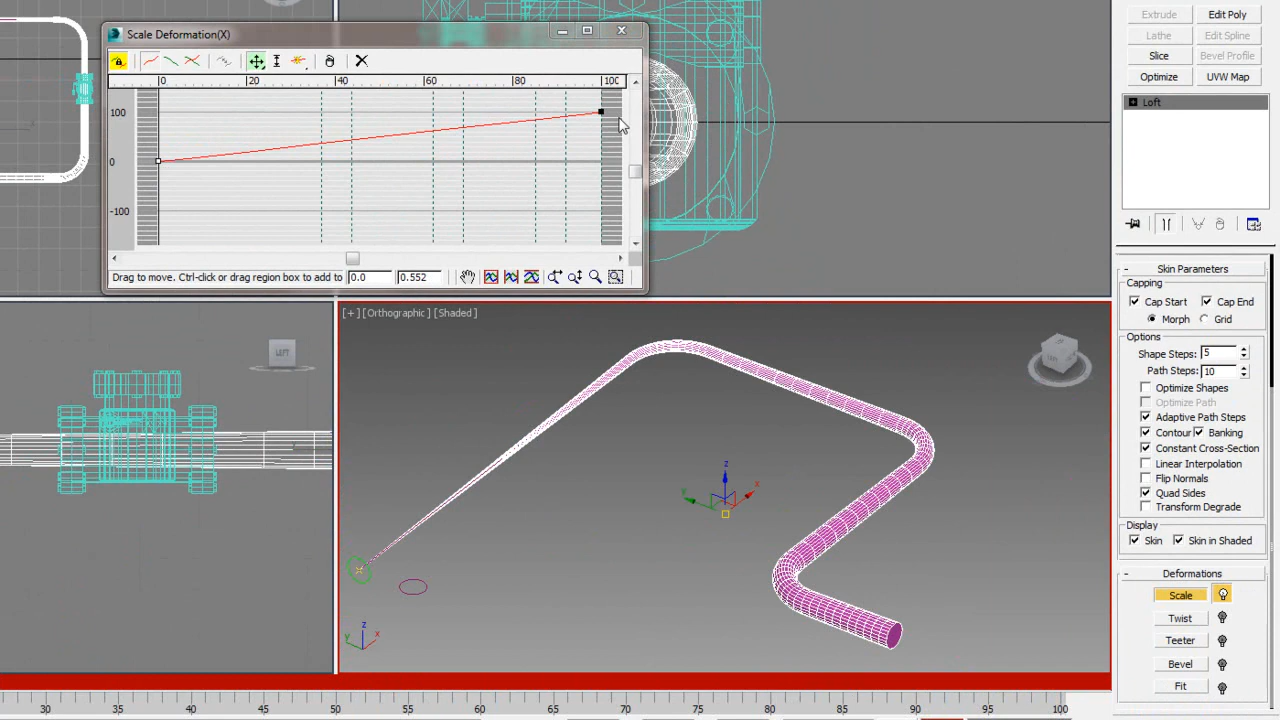 Scale Deformation(X)
0 20 40 60 80 100
100
0
-100
Drag to move. Ctrl-click or drag region box to add to
0.0
0.552
LEFT
[+] [Orthographic] [Shaded]
z
y
x
z
y
x
LEFT
30 35 40 45 50 55 60 65 70 75 80 85 90 95 100
Extrude Edit Poly
Lathe Edit Spline
Slice Bevel Profile
Optimize UVW Map
Loft
- Skin Parameters
Capping
Cap Start Cap End
Morph Grid
Options
Shape Steps: 5
Path Steps: 10
Optimize Shapes
Optimize Path
Adaptive Path Steps
Contour Banking
Constant Cross-Section
Linear Interpolation
Flip Normals
Quad Sides
Transform Degrade
Display
Skin Skin in Shaded
- Deformations
Scale
Twist
Teeter
Bevel
Fit